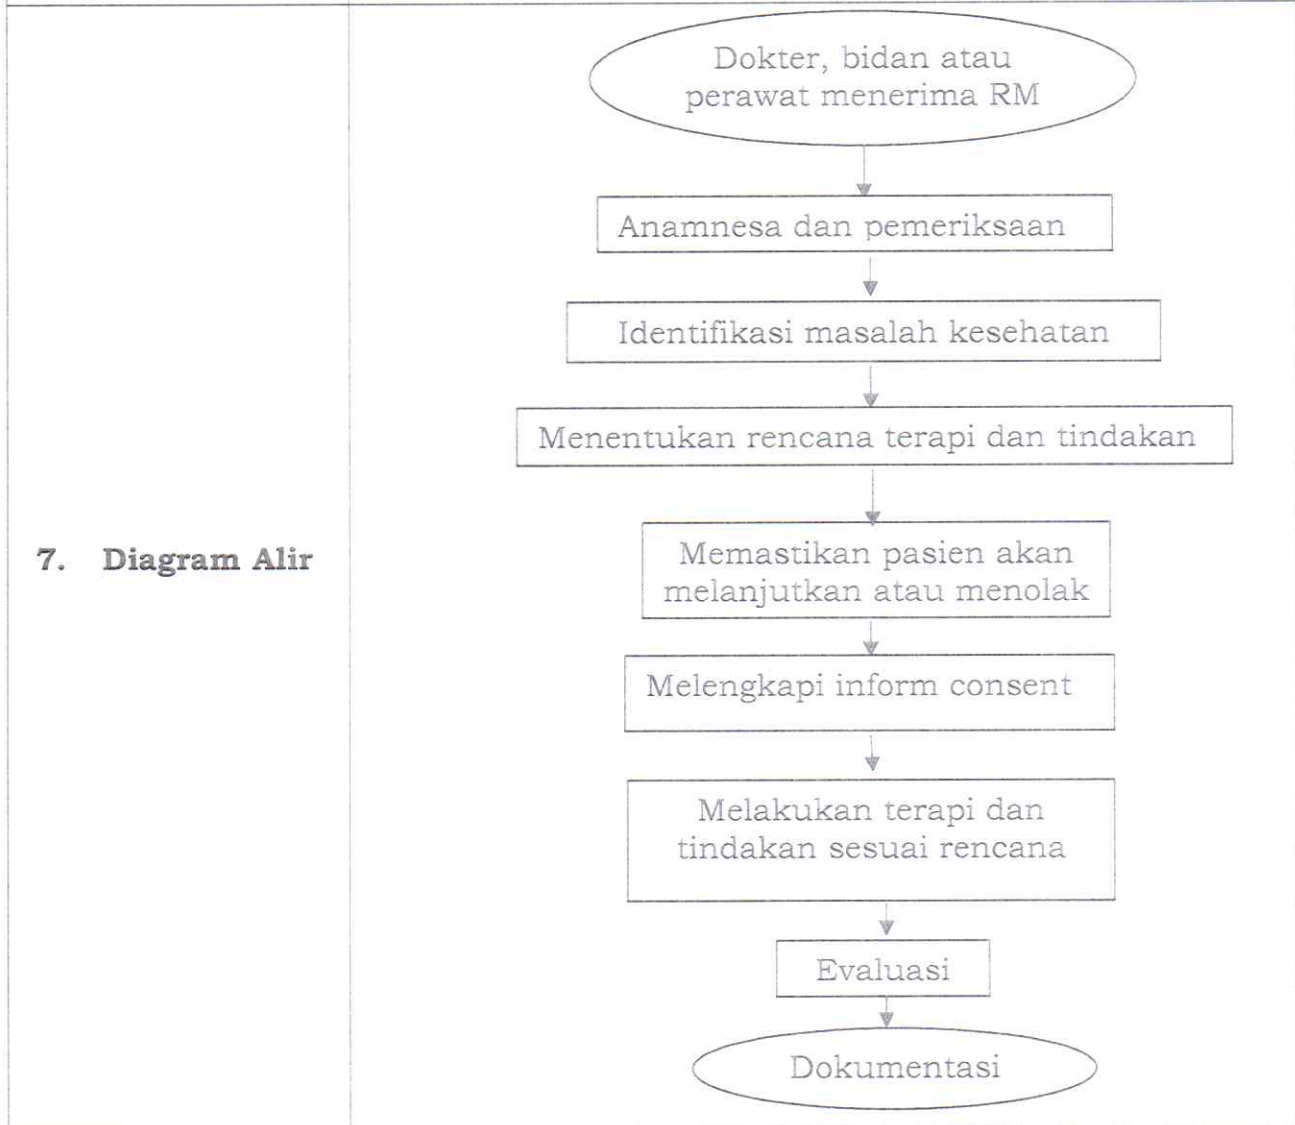 7. Diagram Alir
Dokter, bidan atau
perawat menerima RM
Anamnesa dan pemeriksaan
Identifikasi masalah kesehatan
Menentukan rencana terapi dan tindakan
Memastikan pasien akan
melanjutkan atau menolak
Melengkapi inform consent
Melakukan terapi dan
tindakan sesuai rencana
Evaluasi
Dokumentasi